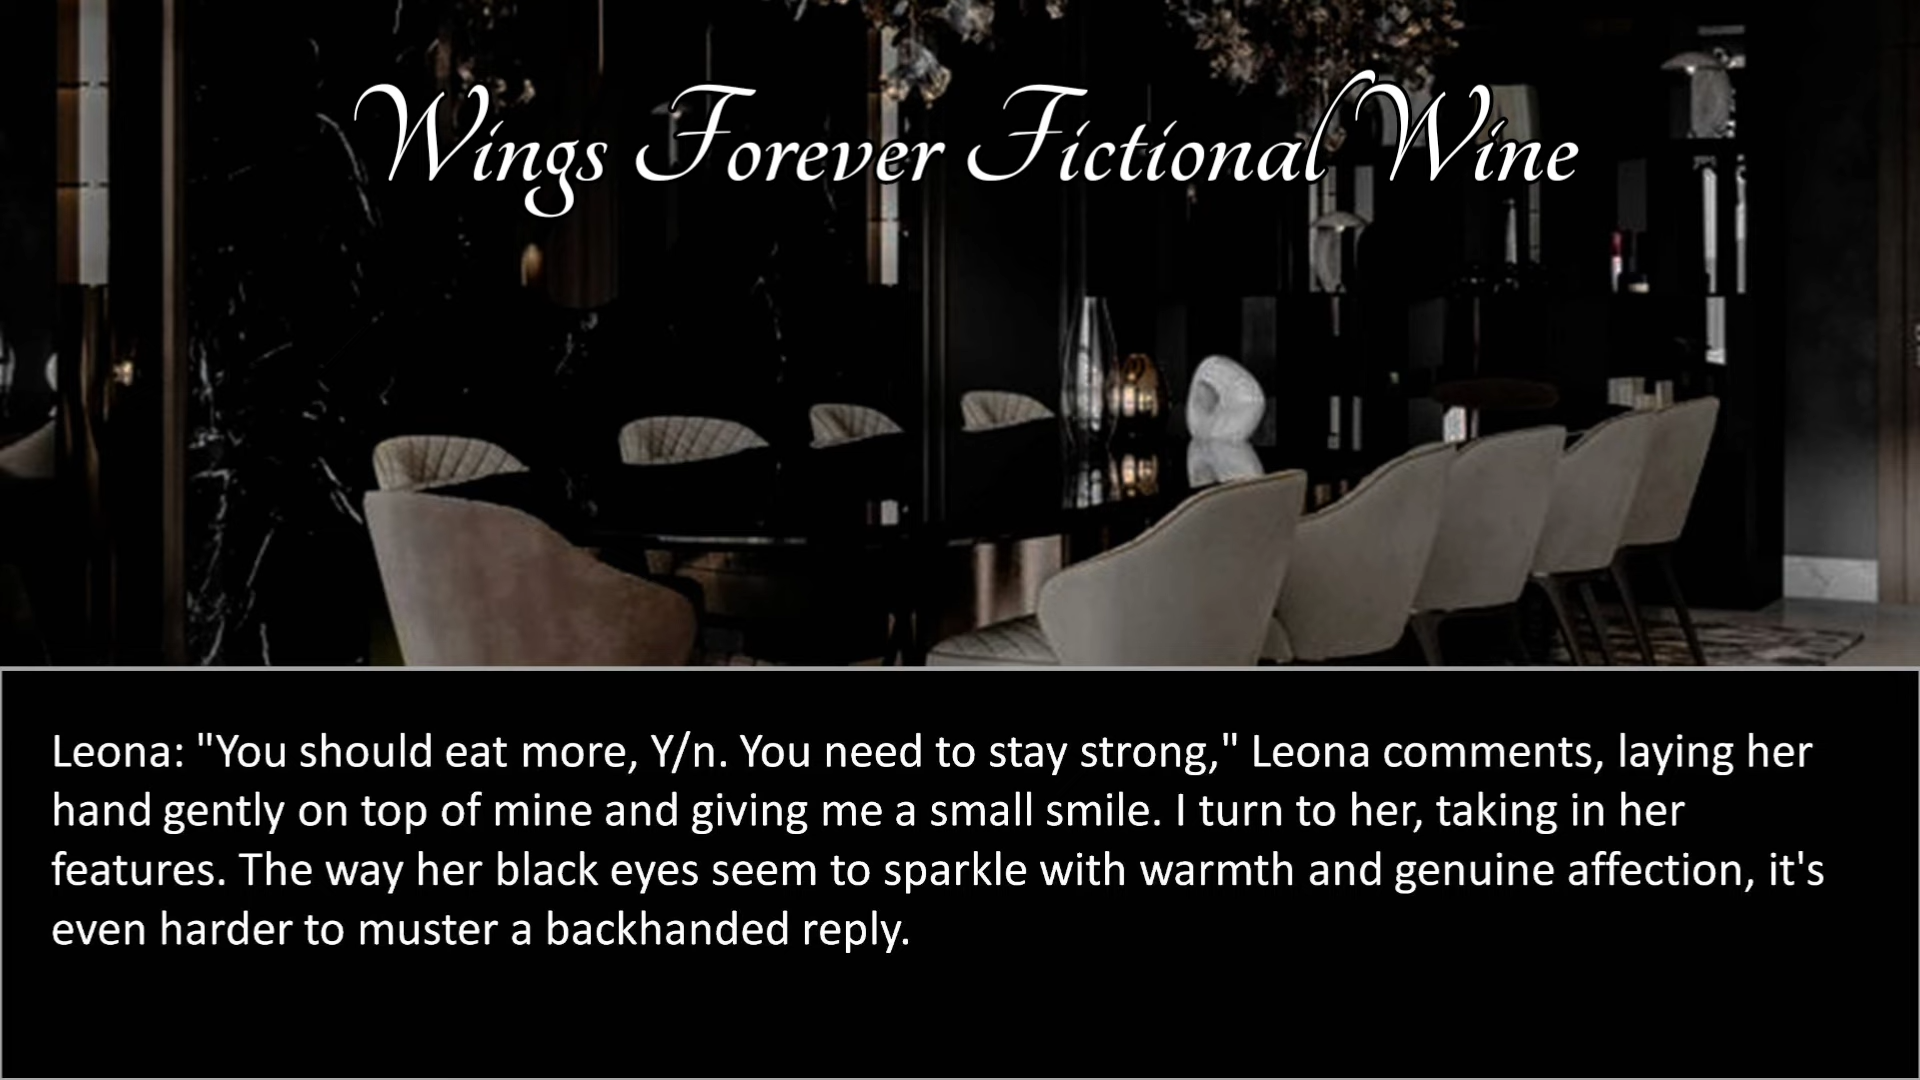 Wings Forever Fictional Wine
Leona: "You should eat more, Y/n. You need to stay strong," Leona comments, laying her
hand gently on top of mine and giving me a small smile. I turn to her, taking in her
features. The way her black eyes seem to sparkle with warmth and genuine affection, it's
even harder to muster a backhanded reply.